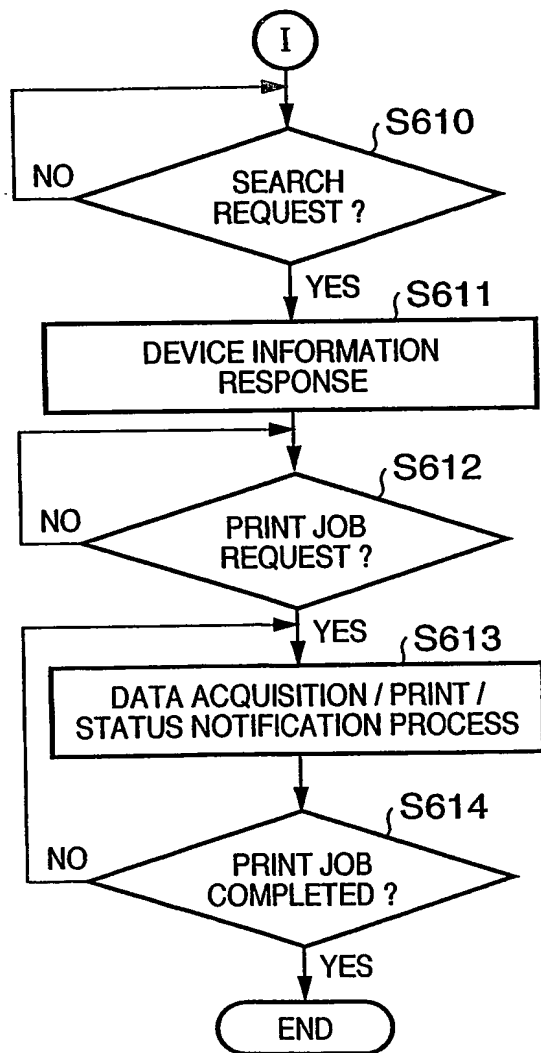 I
S610
SEARCH
REQUEST ?
NO
YES
S611
DEVICE INFORMATION
RESPONSE
S612
PRINT JOB
REQUEST ?
NO
YES
S613
DATA ACQUISITION / PRINT /
STATUS NOTIFICATION PROCESS
S614
PRINT JOB
COMPLETED ?
NO
YES
END